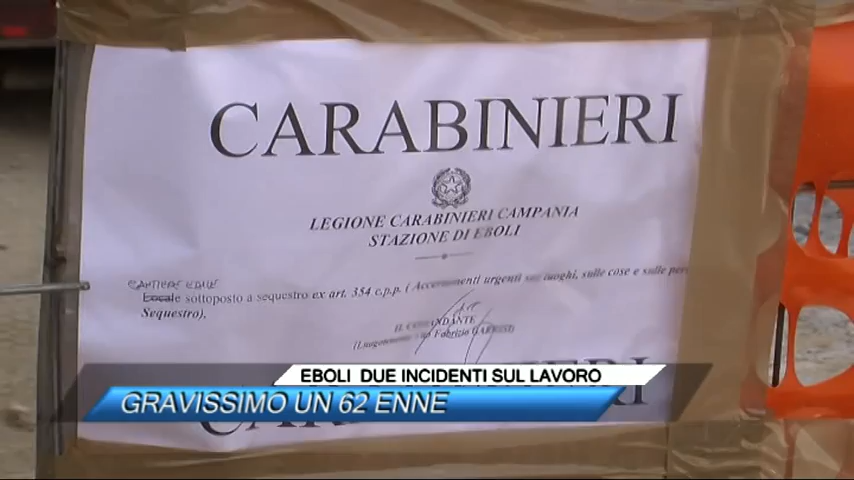 CARABINIERI
LEGIONE CARABINIERI CAMPANIA
STAZIONE DI EBOLI
CANTIERE EDILE
Locale sottoposto a sequestro ex art. 354 c.p.p. ( Accertamenti urgenti sui luoghi, sulle cose e sulle
Sequestro).
IL COMANDANTE
Fabrizio
EBOLI DUE INCIDENTI SUL LAVORO
GRAVISSIMO UN 62 ENNE